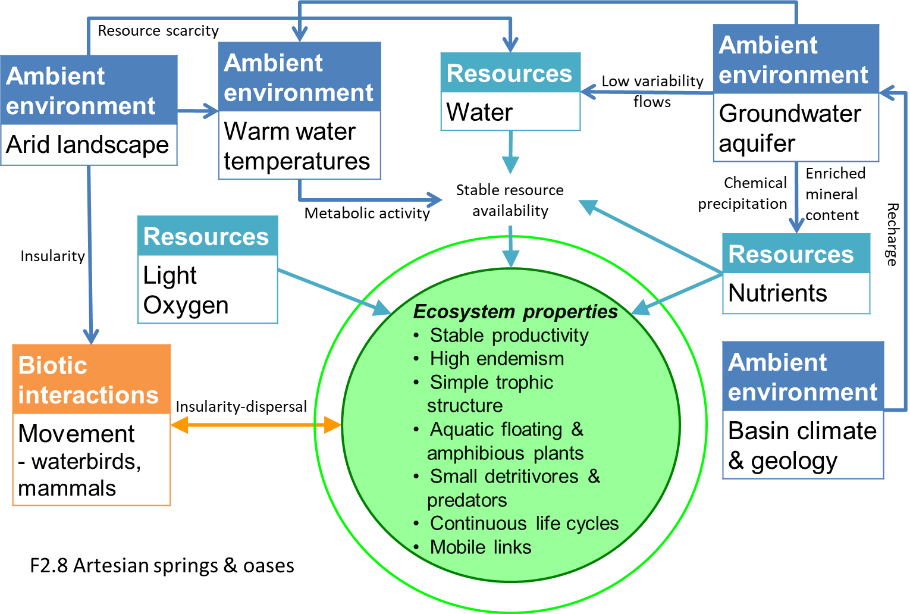 Resource scarcity
Ambient
environment
Arid landscape
Ambient
environment
Warm water
temperatures
Resources
Water
Low variability
flows
Ambient
environment
Groundwater
aquifer
Metabolic activity
Stable resource
availability
Chemical
precipitation
Enriched
mineral
content
Recharge
Insularity
Resources
Light
Oxygen
Resources
Nutrients
Ecosystem properties
• Stable productivity
• High endemism
• Simple trophic
structure
• Aquatic floating &
amphibious plants
• Small detritivores &
predators
• Continuous life cycles
• Mobile links
Biotic
interactions
Movement
- waterbirds,
mammals
Insularity-dispersal
Ambient
environment
Basin climate
& geology
F2.8 Artesian springs & oases